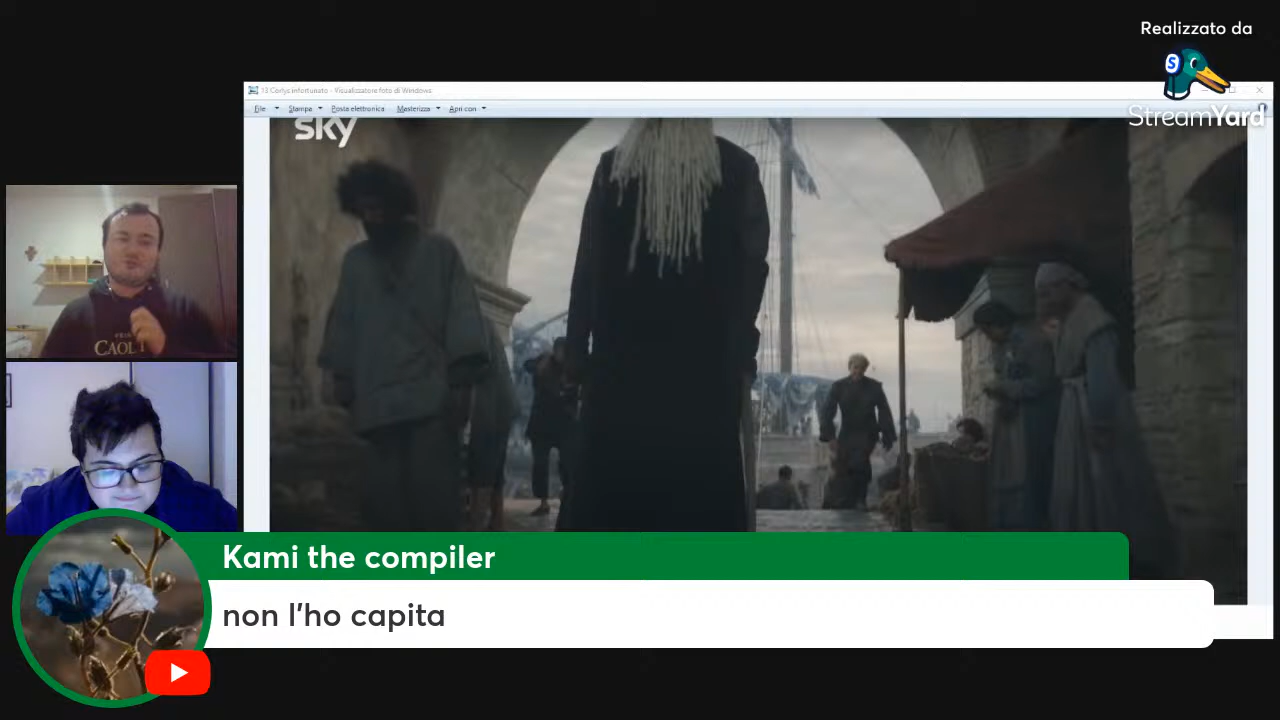 Realizzato da
StreamYard
13 Corlys infortunato - Visualizzatore foto di Windows
File Stampa Posta elettronica Masterizza Apri con
sky
CAOL I
Kami the compiler
non l'ho capita